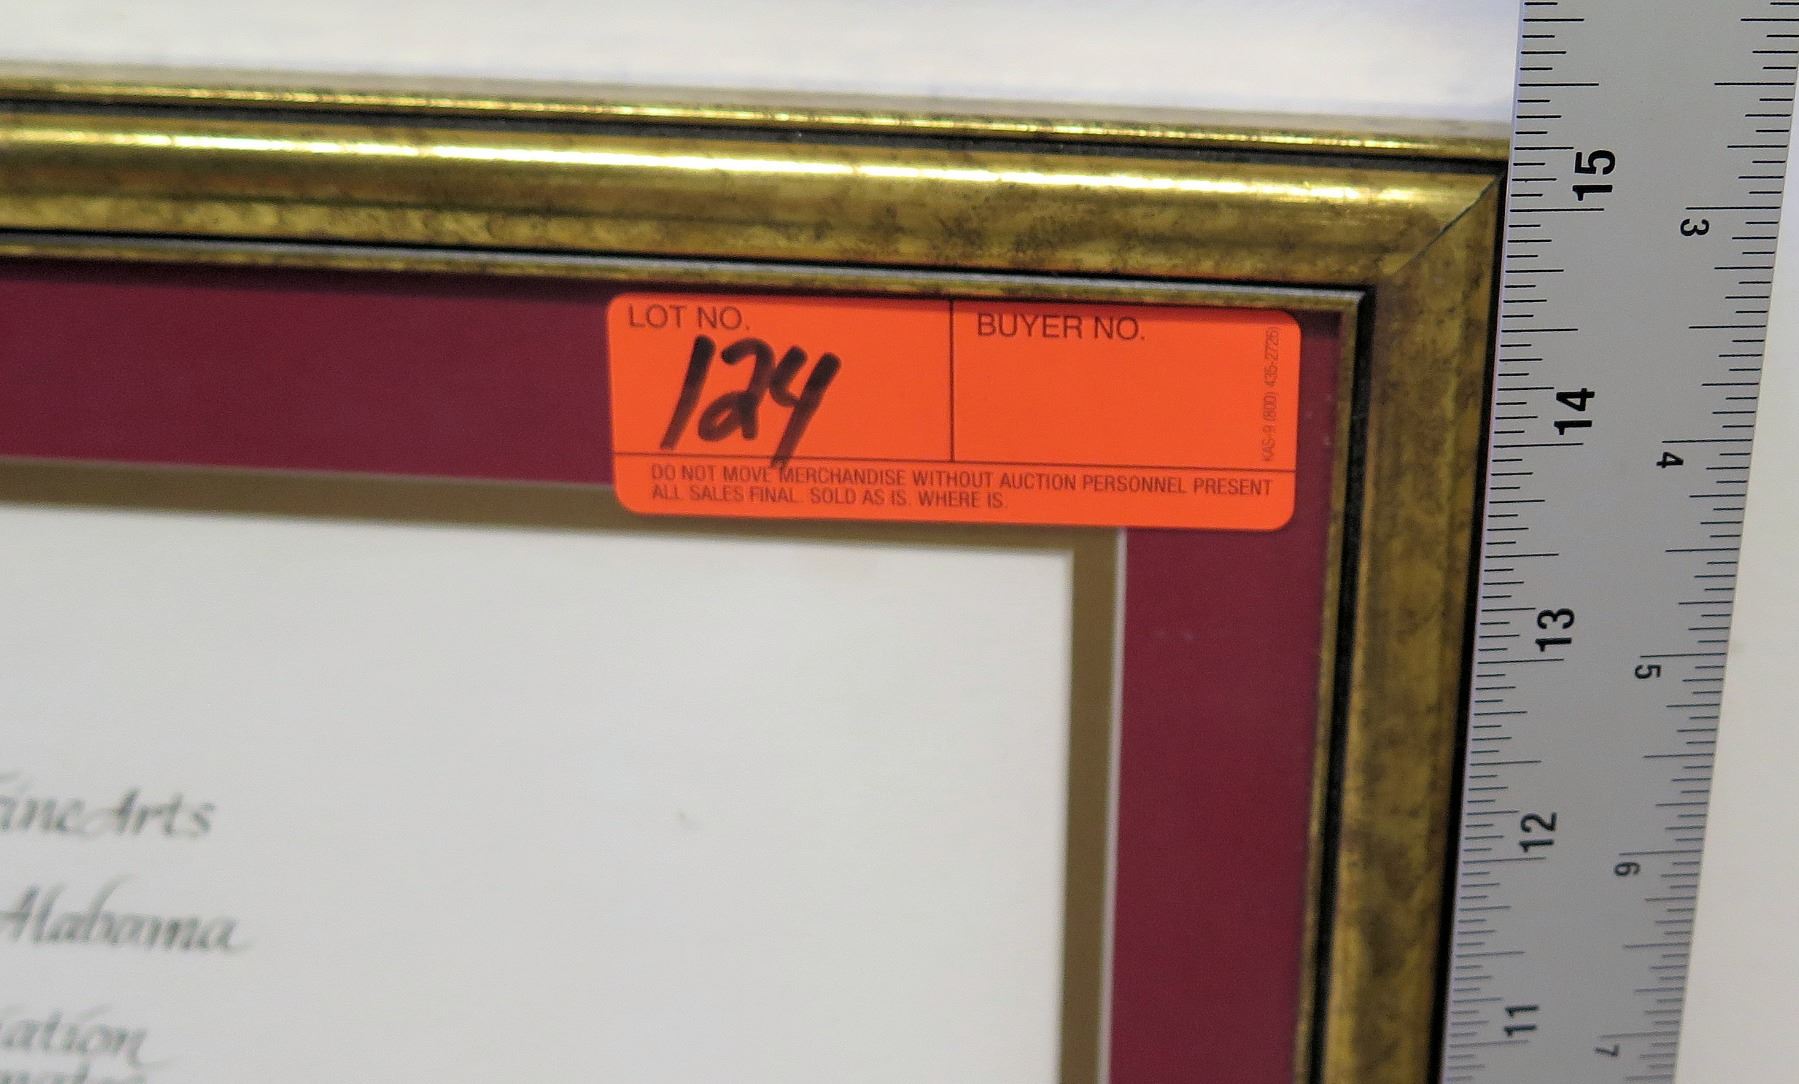 LOT NO.
124
BUYER NO.
KAS-9 (800) 435-2726
DO NOT MOVE MERCHANDISE WITHOUT AUCTION PERSONNEL PRESENT
ALL SALES FINAL. SOLD AS IS. WHERE IS.
Arts
Alabama
15
14
13
12
11
3
4
5
6
7